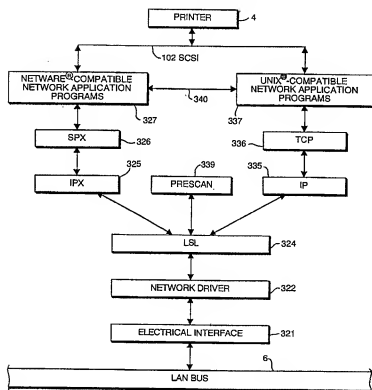 PRINTER
4
102 SCSI
NETWARE®-COMPATIBLE
NETWORK APPLICATION
PROGRAMS
327
340
UNIX®-COMPATIBLE
NETWORK APPLICATION
PROGRAMS
337
SPX
326
TCP
336
IPX
325
PRESCAN
339
IP
335
LSL
324
NETWORK DRIVER
322
ELECTRICAL INTERFACE
321
LAN BUS
6